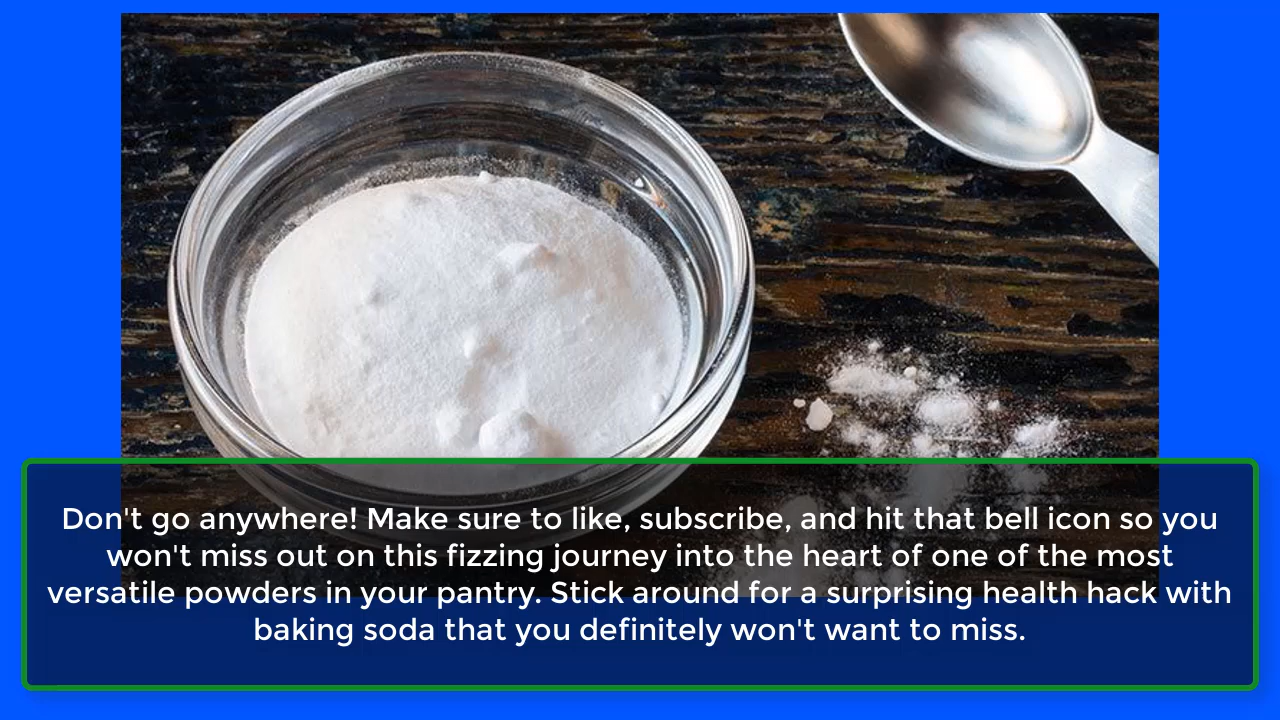 Don't go anywhere! Make sure to like, subscribe, and hit that bell icon so you
won't miss out on this fizzing journey into the heart of one of the most
versatile powders in your pantry. Stick around for a surprising health hack with
baking soda that you definitely won't want to miss.